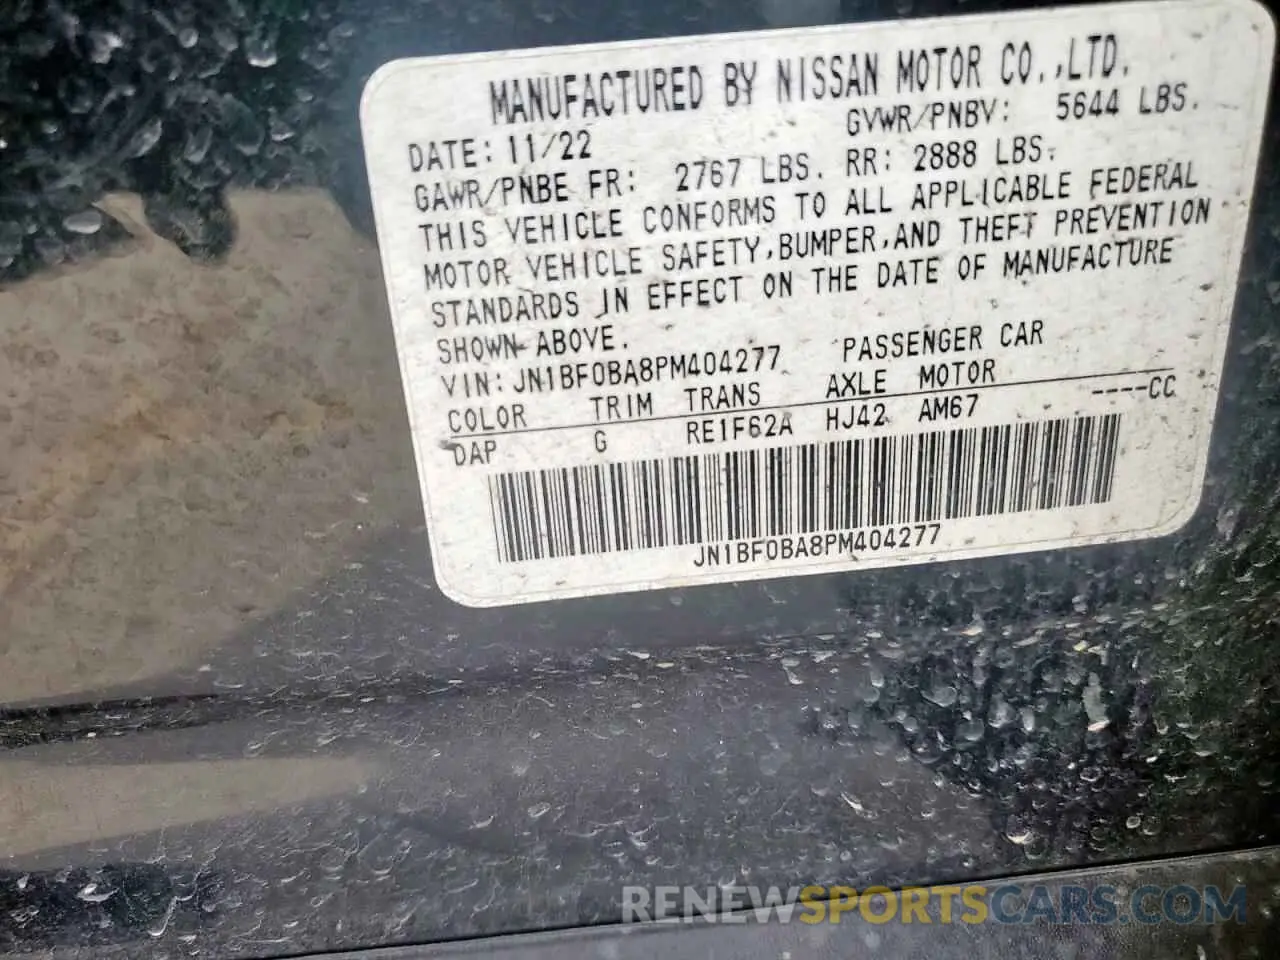 MANUFACTURED BY NISSAN MOTOR CO.,LTD.
DATE: 11/22 GVWR/PNBV: 5644 LBS.
GAWR/PNBE FR: 2767 LBS. RR: 2888 LBS.
THIS VEHICLE CONFORMS TO ALL APPLICABLE FEDERAL
MOTOR VEHICLE SAFETY,BUMPER,AND THEFT PREVENTION
STANDARDS IN EFFECT ON THE DATE OF MANUFACTURE
SHOWN ABOVE.
VIN: JN1BF0BA8PM404277 PASSENGER CAR
COLOR TRIM TRANS AXLE MOTOR
DAP G RE1F62A HJ42 AM67 ----CC
JN1BF0BA8PM404277
RENEWSPORTSCARS.COM